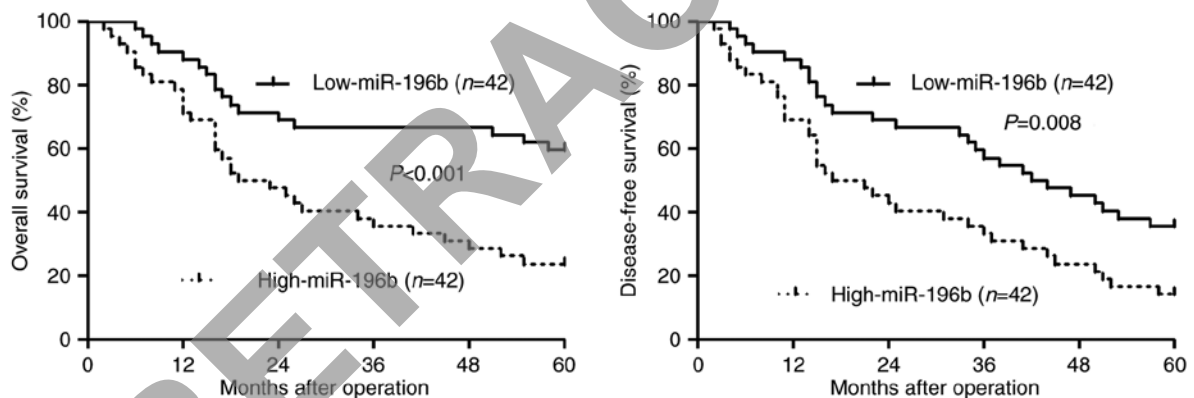 100
80
60
40
20
0
Overall survival (%)
Low-miR-196b (n=42)
P<0.001
High-miR-196b (n=42)
0 12 24 36 48 60
Months after operation
100
80
60
40
20
0
Disease-free survival (%)
Low-miR-196b (n=42)
P=0.008
High-miR-196b (n=42)
0 12 24 36 48 60
Months after operation